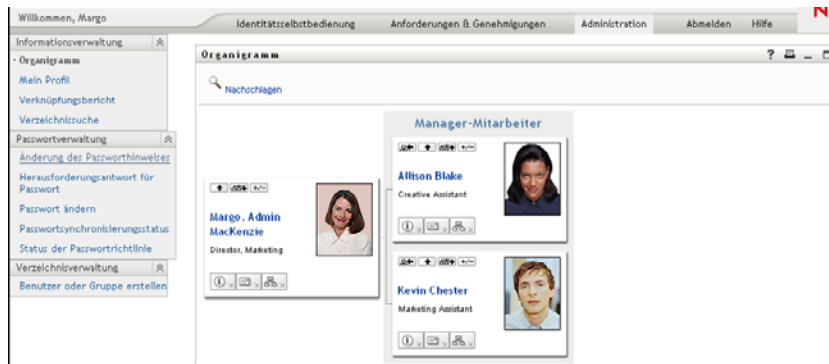 Willkommen, Margo
Identitätsselbstbedienung
Anforderungen & Genehmigungen
Administration
Abmelden
Hilfe
N
Informationsverwaltung
Organigramm
Mein Profil
Verknüpfungsbericht
Verzeichnissuche
Passwortverwaltung
Änderung des Passworthinweises
Herausforderungsantwort für
Passwort
Passwort ändern
Passwortsynchronisierungsstatus
Status der Passwortrichtlinie
Verzeichnisverwaltung
Benutzer oder Gruppe erstellen
Organigramm
?
Nachschlagen
Margo, Admin
MacKenzie
Director, Marketing
Manager-Mitarbeiter
Allison Blake
Creative Assistant
Kevin Chester
Marketing Assistant